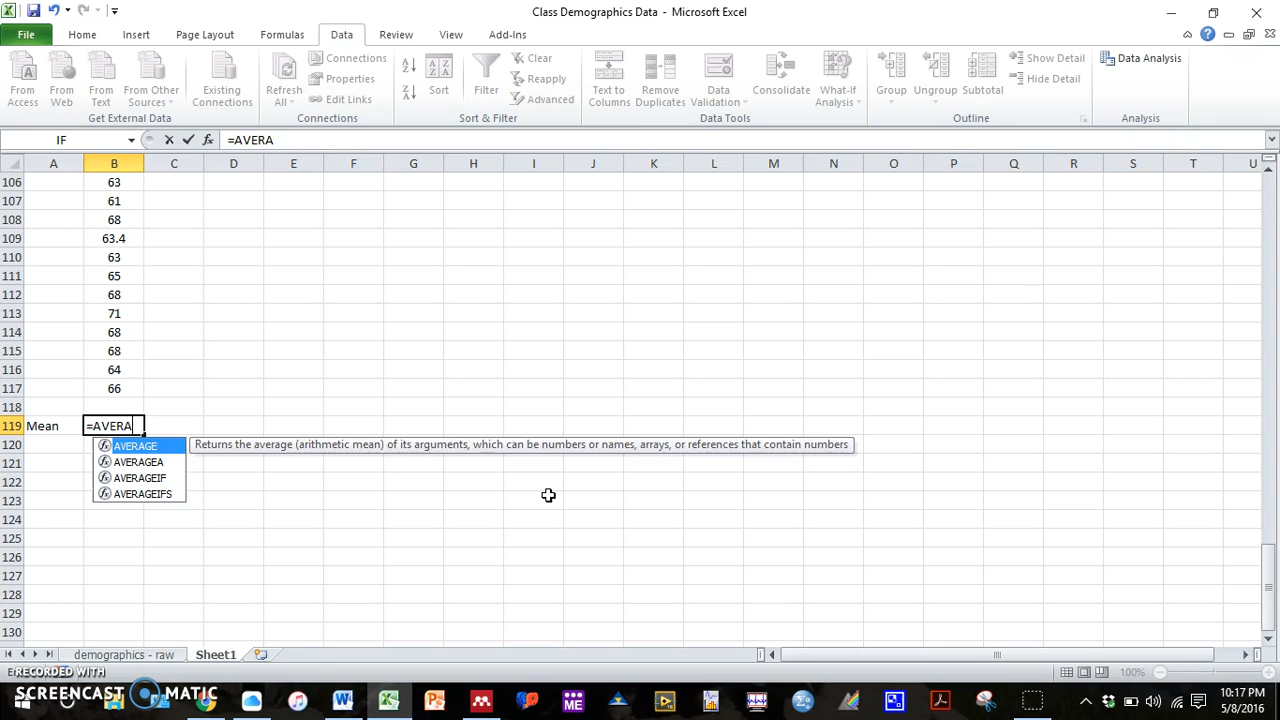 Class Demographics Data - Microsoft Excel
File Home Insert Page Layout Formulas Data Review View Add-Ins
From Access
From Web
From Text
From Other Sources
Existing Connections
Get External Data
Refresh All
Connections
Properties
Edit Links
Connections
Sort
Filter
Clear
Reapply
Advanced
Sort & Filter
Text to Columns
Remove Duplicates
Data Validation
Consolidate
What-If Analysis
Data Tools
Group
Ungroup
Subtotal
Show Detail
Hide Detail
Outline
Data Analysis
Analysis
IF fx =AVERA
A B C D E F G H I J K L M N O P Q R S T U
106 63
107 61
108 68
109 63.4
110 63
111 65
112 68
113 71
114 68
115 68
116 64
117 66
118
119 Mean =AVERA
120 AVERAGE Returns the average (arithmetic mean) of its arguments, which can be numbers or names, arrays, or references that contain numbers
121 AVERAGEA
122 AVERAGEIF
123 AVERAGEIFS
124
125
126
127
128
129
130
demographics - raw Sheet1
RECORDED WITH
100%
SCREENCAST MATIC
10:17 PM
5/8/2016